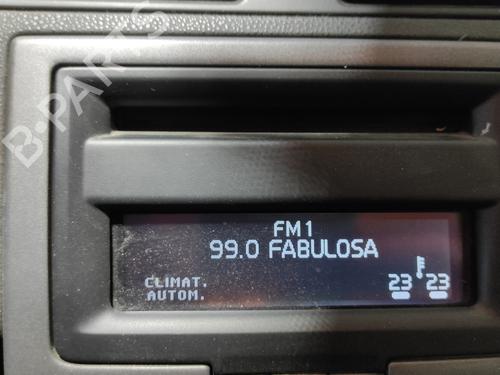 B-PARTS
FM1
99.0 FABULOSA
CLIMAT.
AUTOM.
23 23